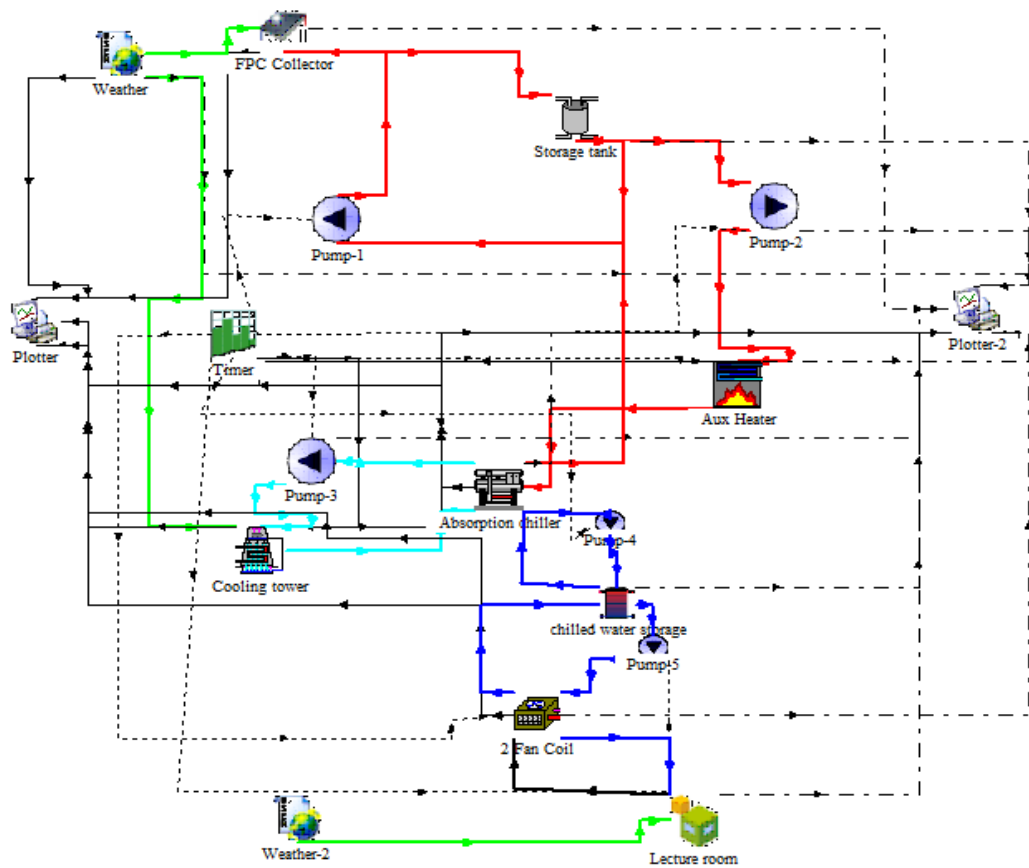 FPC Collector
Weather
Storage tank
Pump-1
Pump-2
Plotter
Timer
Plotter-2
Aux Heater
Pump-3
Absorption chiller
Pump-4
Cooling tower
chilled water storage
Pump-5
2 Fan Coil
Weather-2
Lecture room